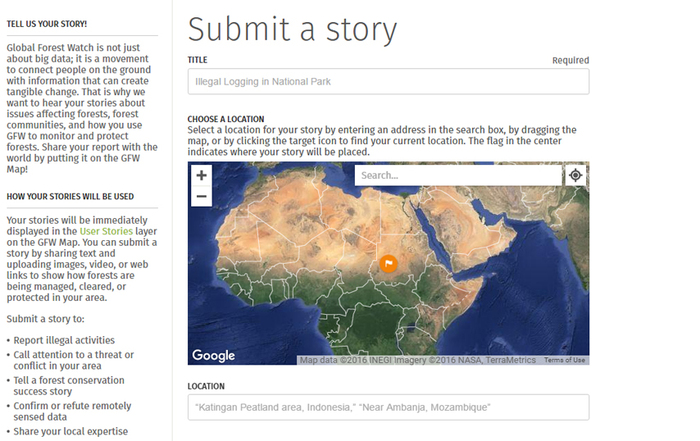 TELL US YOUR STORY!
Global Forest Watch is not just
about big data; it is a movement
to connect people on the ground
with information that can create
tangible change. That is why we
want to hear your stories about
issues affecting forests, forest
communities, and how you use
GFW to monitor and protect
forests. Share your report with the
world by putting it on the GFW
Map!
HOW YOUR STORIES WILL BE USED
Your stories will be immediately
displayed in the User Stories layer
on the GFW Map. You can submit a
story by sharing text and
uploading images, video, or web
links to show how forests are
being managed, cleared, or
protected in your area.
Submit a story to:
• Report illegal activities
• Call attention to a threat or
conflict in your area
• Tell a forest conservation
success story
• Confirm or refute remotely
sensed data
• Share your local expertise
Submit a story
TITLE Required
Illegal Logging in National Park
CHOOSE A LOCATION
Select a location for your story by entering an address in the search box, by dragging the
map, or by clicking the target icon to find your current location. The flag in the center
indicates where your story will be placed.
+
−
Search...
Google
Map data ©2016 INEGI Imagery ©2016 NASA, TerraMetrics Terms of Use
LOCATION
"Katingan Peatland area, Indonesia," "Near Ambanja, Mozambique"